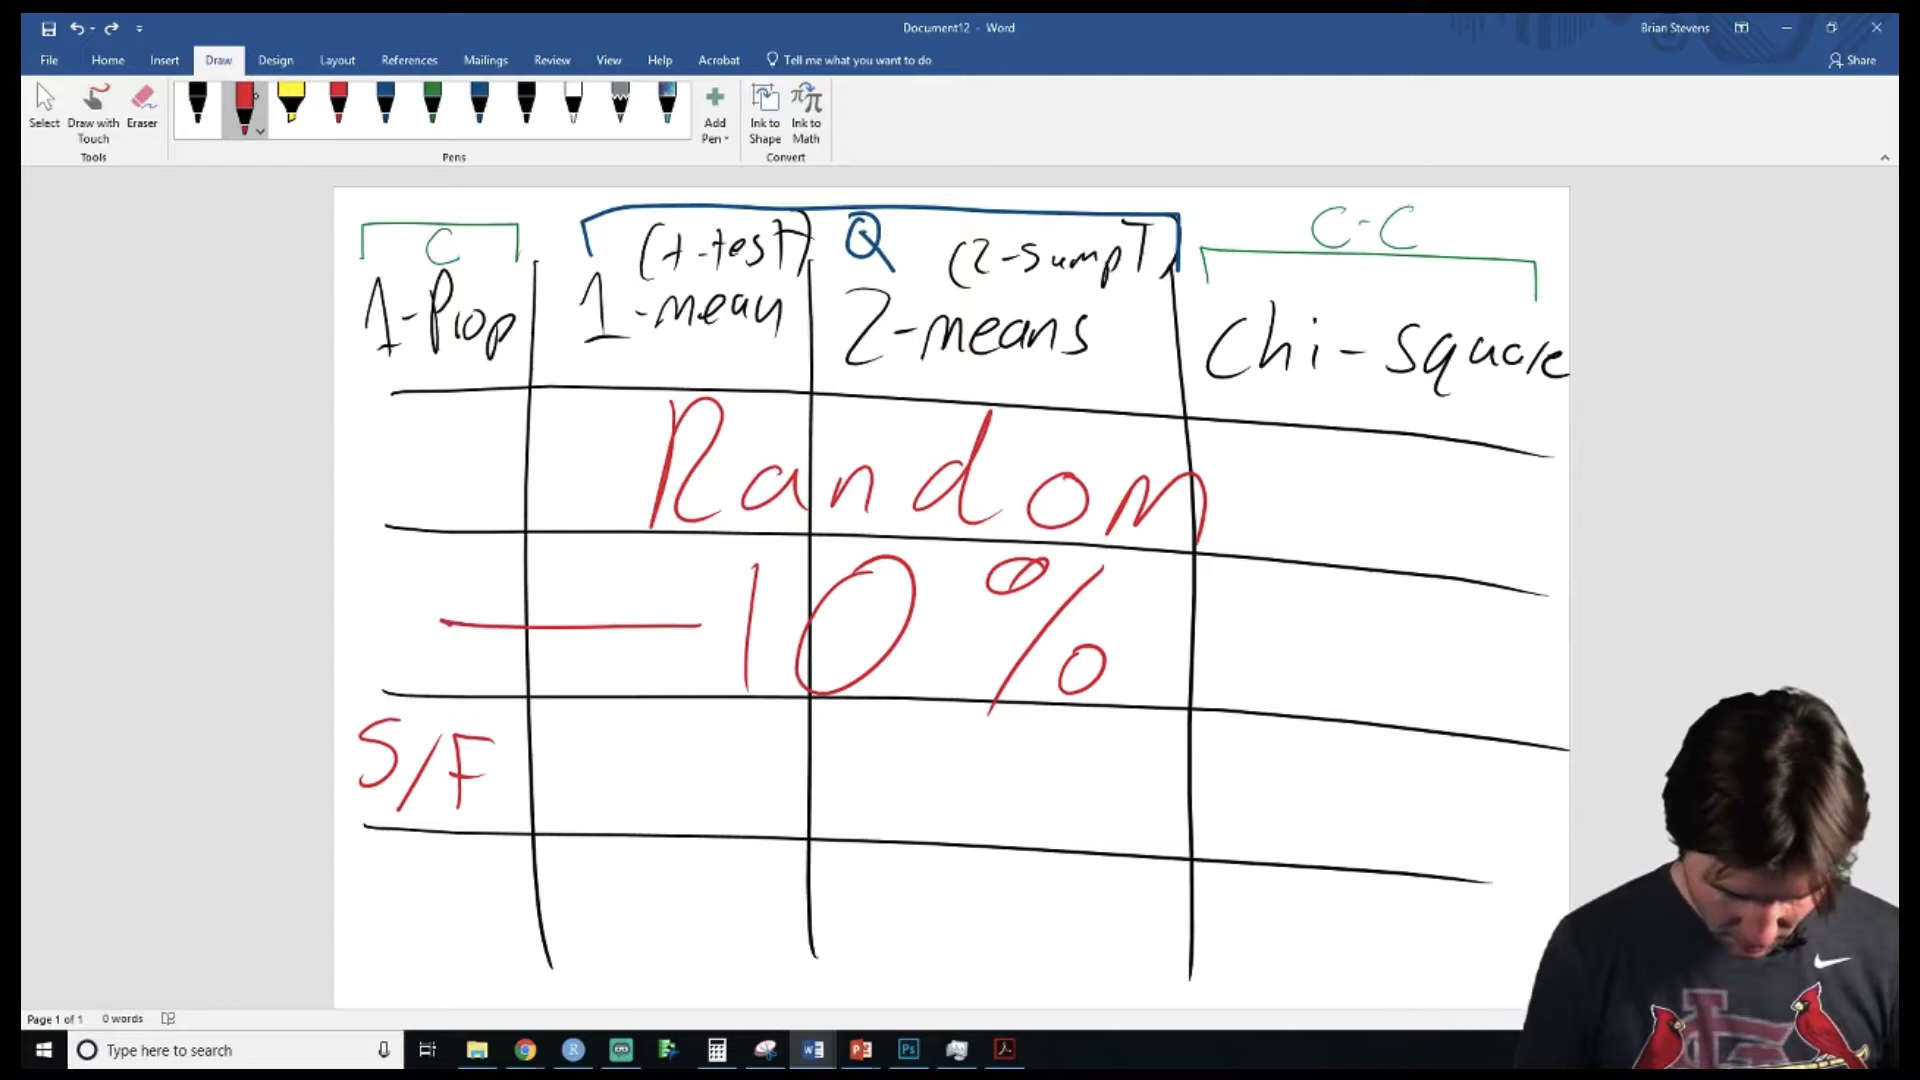 Document12 - Word
Brian Stevens
File Home Insert Draw Design Layout References Mailings Review View Help Acrobat Tell me what you want to do
Share
Select
Draw with Touch
Eraser
Add Pen
Ink to Shape
Ink to Math
Tools
Pens
Convert
C
(t-test)
Q
(2-SampT)
C-C
1-Prop
1-mean
2-means
Chi-square
Random
10%
S/F
Page 1 of 1 0 words
Type here to search